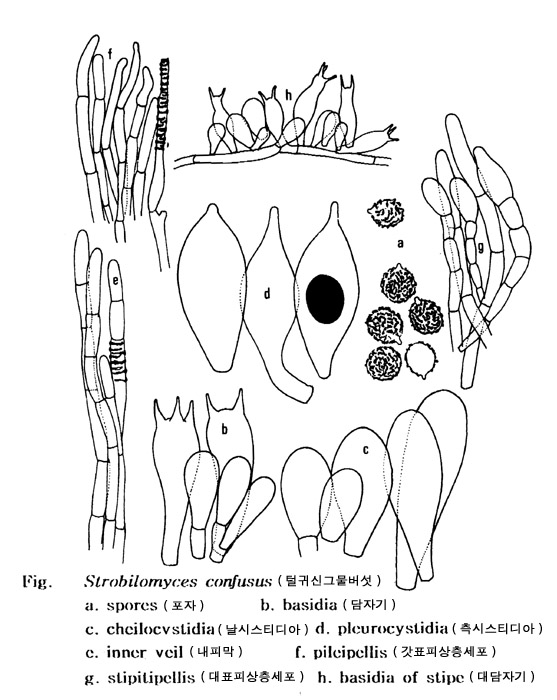 f
h
a
g
d
e
b
c
Fig. Strobilomyces confusus ( 털귀신그물버섯 )
a. spores ( 포자 ) b. basidia ( 담자기 )
c. cheilocystidia ( 날시스티디아 ) d. pleurocystidia ( 측시스티디아 )
e. inner veil ( 내피막 ) f. pileipellis ( 갓표피상층세포 )
g. stipitipellis ( 대표피상층세포 ) h. basidia of stipe ( 대담자기 )